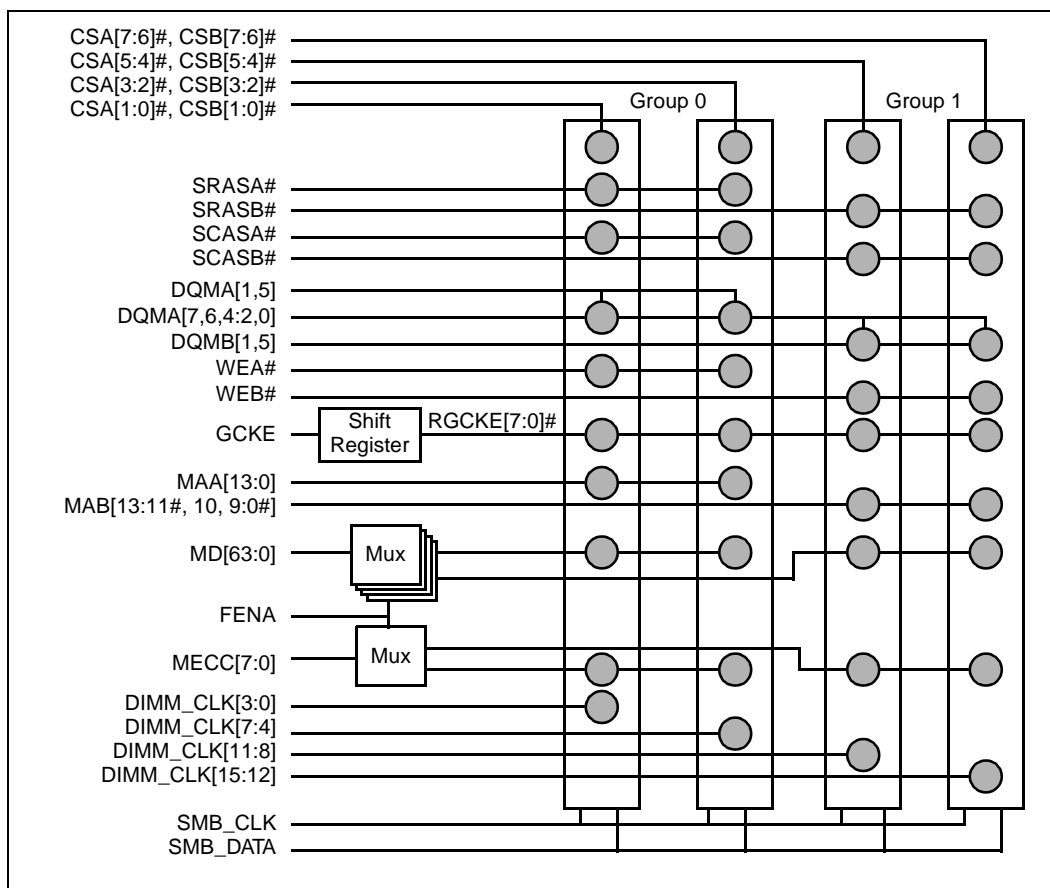 CSA[7:6]#, CSB[7:6]#
CSA[5:4]#, CSB[5:4]#
CSA[3:2]#, CSB[3:2]#
CSA[1:0]#, CSB[1:0]#
Group 0
Group 1
SRASA#
SRASB#
SCASA#
SCASB#
DQMA[1,5]
DQMA[7,6,4:2,0]
DQMB[1,5]
WEA#
WEB#
GCKE
Shift
Register
RGCKE[7:0]#
MAA[13:0]
MAB[13:11#, 10, 9:0#]
MD[63:0]
Mux
FENA
Mux
MECC[7:0]
DIMM_CLK[3:0]
DIMM_CLK[7:4]
DIMM_CLK[11:8]
DIMM_CLK[15:12]
SMB_CLK
SMB_DATA